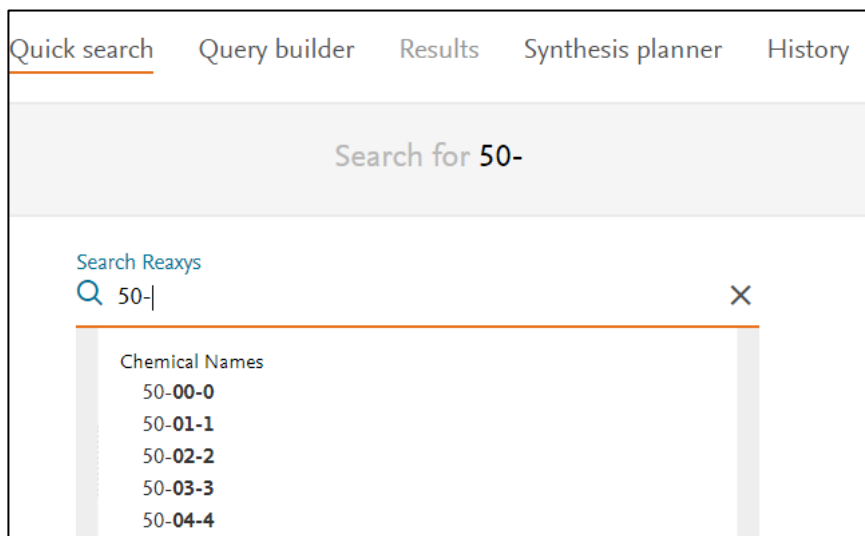 Quick search Query builder Results Synthesis planner History
Search for 50-
Search Reaxys
50-
Chemical Names
50-00-0
50-01-1
50-02-2
50-03-3
50-04-4